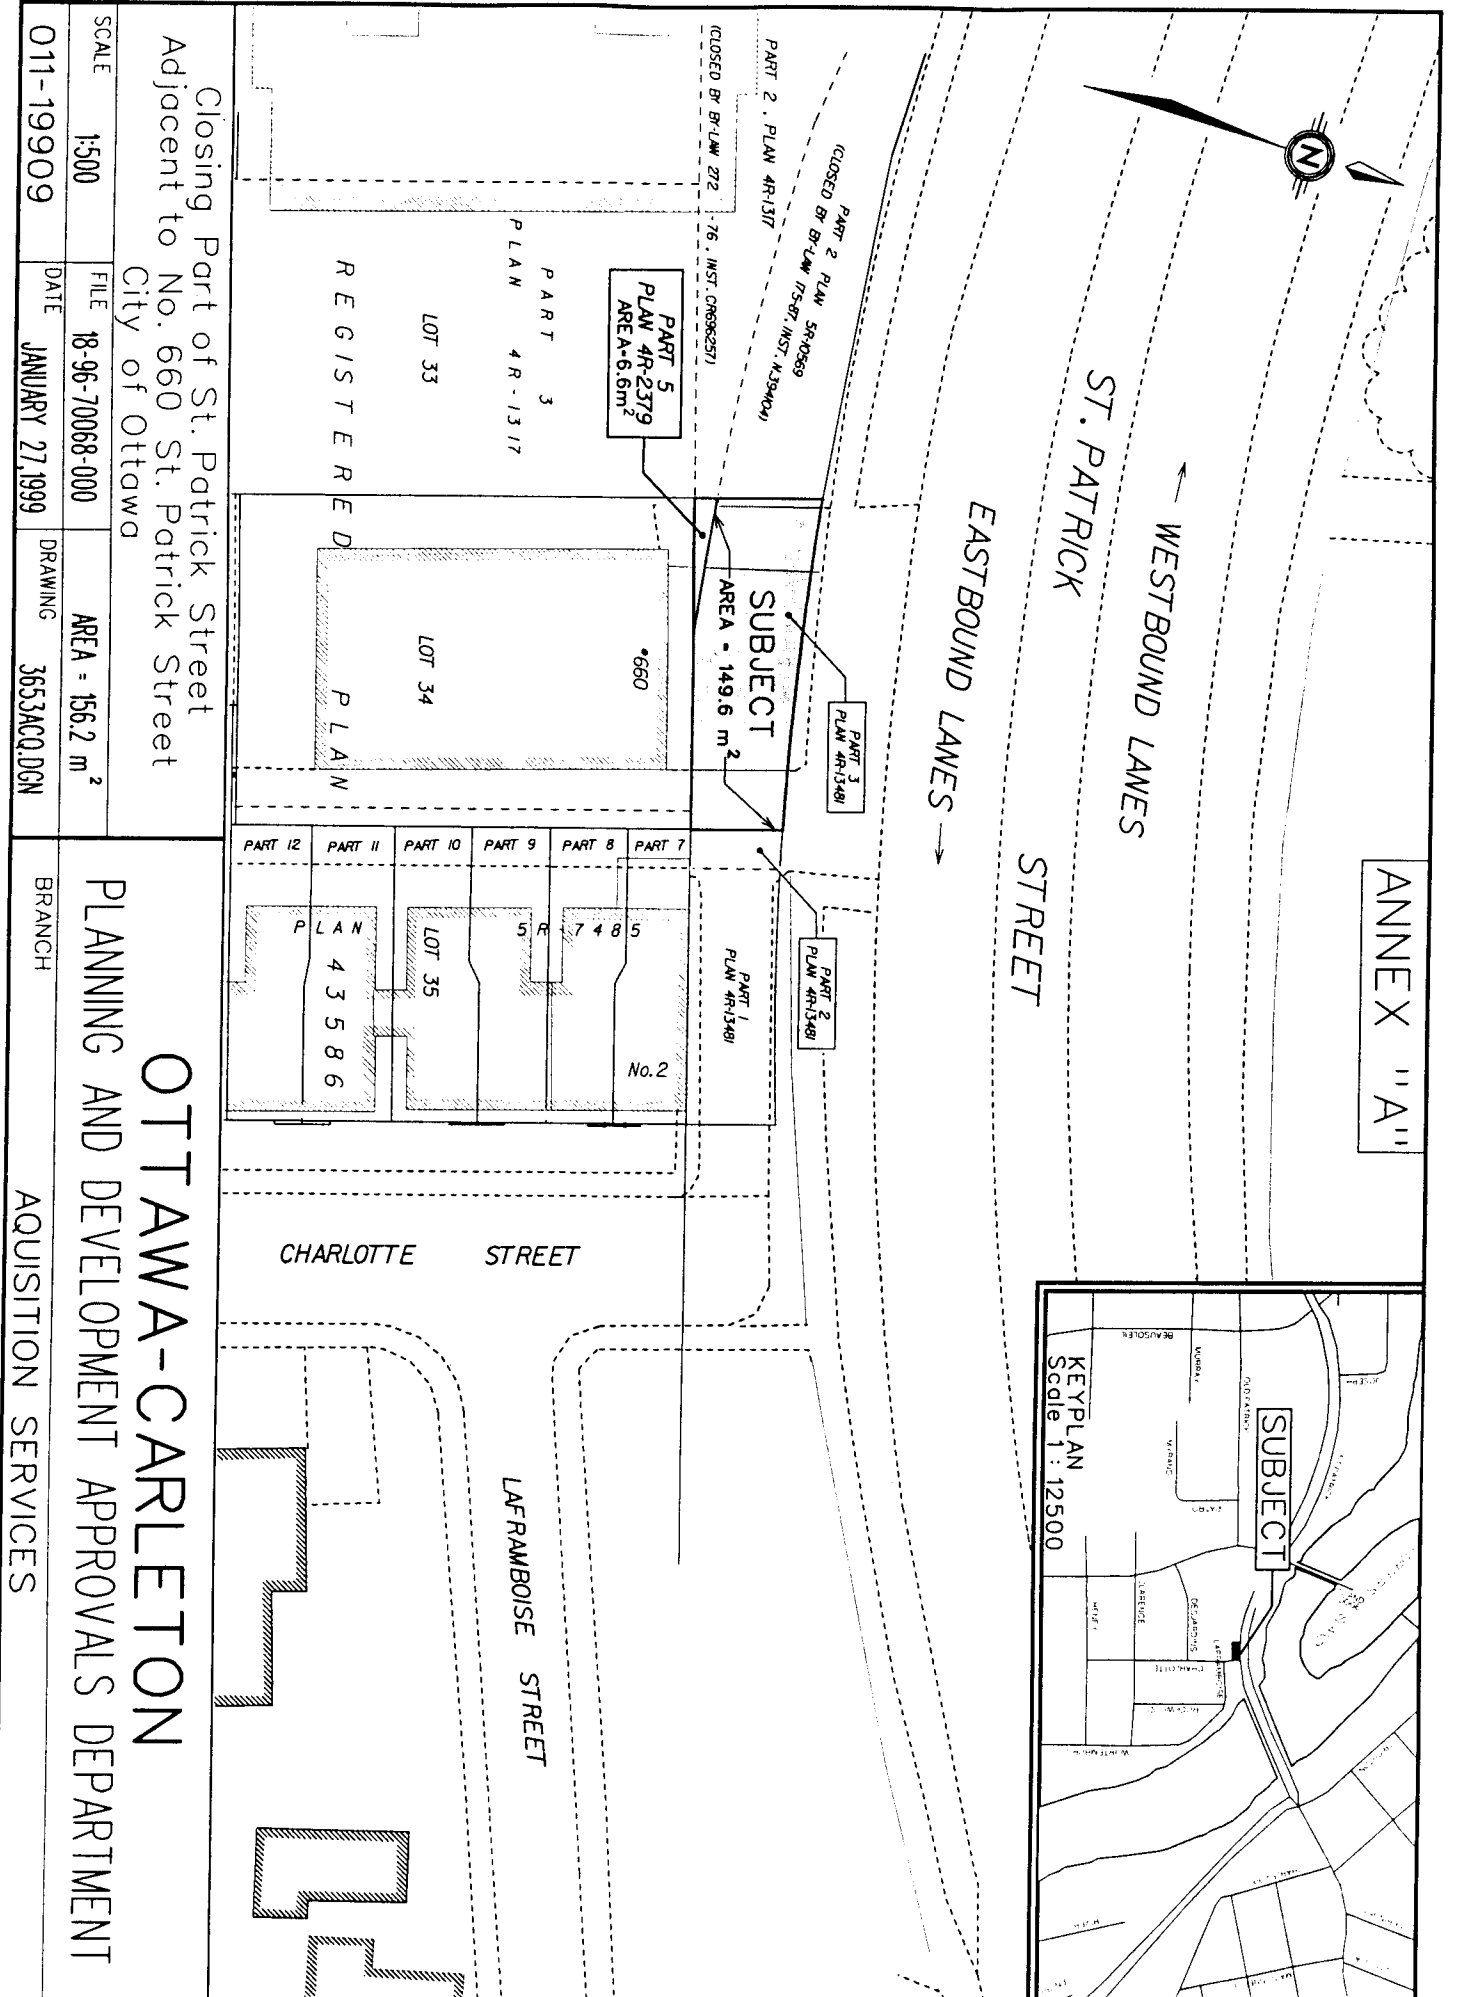 ANNEX "A"
N
← WESTBOUND LANES
ST. PATRICK
STREET
EASTBOUND LANES →
PART 2 PLAN 5R-10569
(CLOSED BY BY-LAW 175-87, INST. N.394104)
PART 2 , PLAN 4R-1317
(CLOSED BY BY-LAW 272 -76 , INST. CR696257)
PART 5
PLAN 4R-2379
AREA=6.6m²
PART 3
PLAN 4R-13481
SUBJECT
AREA = 149.6 m²
PART 2
PLAN 4R-13481
PART 1
PLAN 4R-13481
PART 3
PLAN 4R-1317
LOT 33
REGISTERED PLAN
*660
LOT 34
PART 7
PART 8
PART 9
PART 10
PART 11
PART 12
PLAN 5R-7485
LOT 35
43586
No.2
CHARLOTTE STREET
LAFRAMBOISE STREET
SUBJECT
KEYPLAN
Scale 1 : 12500
BEAUSOLEIL
MURRAY
JOSEPH
DESJARDINS
CLARENCE
CHARLOTTE
Closing Part of St. Patrick Street
Adjacent to No. 660 St. Patrick Street
City of Ottawa
SCALE 1:500
FILE 18-96-70068-000
AREA = 156.2 m²
011-19909
DATE JANUARY 27,1999
DRAWING 3653ACQ.DGN
OTTAWA-CARLETON
PLANNING AND DEVELOPMENT APPROVALS DEPARTMENT
BRANCH
AQUISITION SERVICES